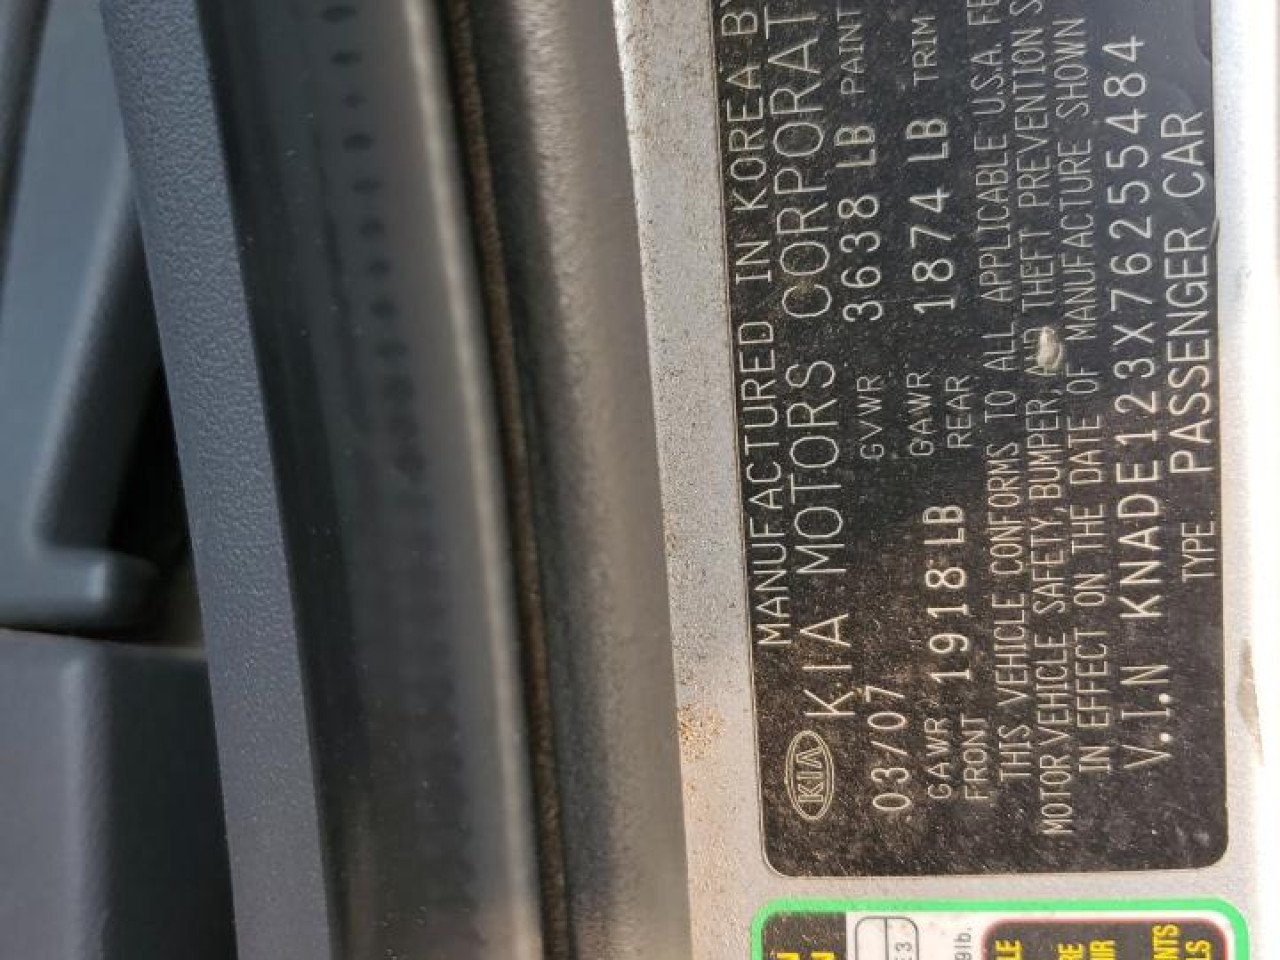 MANUFACTURED IN KOREA BY
KIA KIA MOTORS CORPORAT
03/07 GVWR 3638 LB PAINT
GAWR FRONT 1918 LB GAWR REAR 1874 LB TRIM
THIS VEHICLE CONFORMS TO ALL APPLICABLE U.S.A. FE
MOTOR VEHICLE SAFETY, BUMPER, AND THEFT PREVENTION S
IN EFFECT ON THE DATE OF MANUFACTURE SHOWN
V.I.N KNADE123X76255484
TYPE PASSENGER CAR